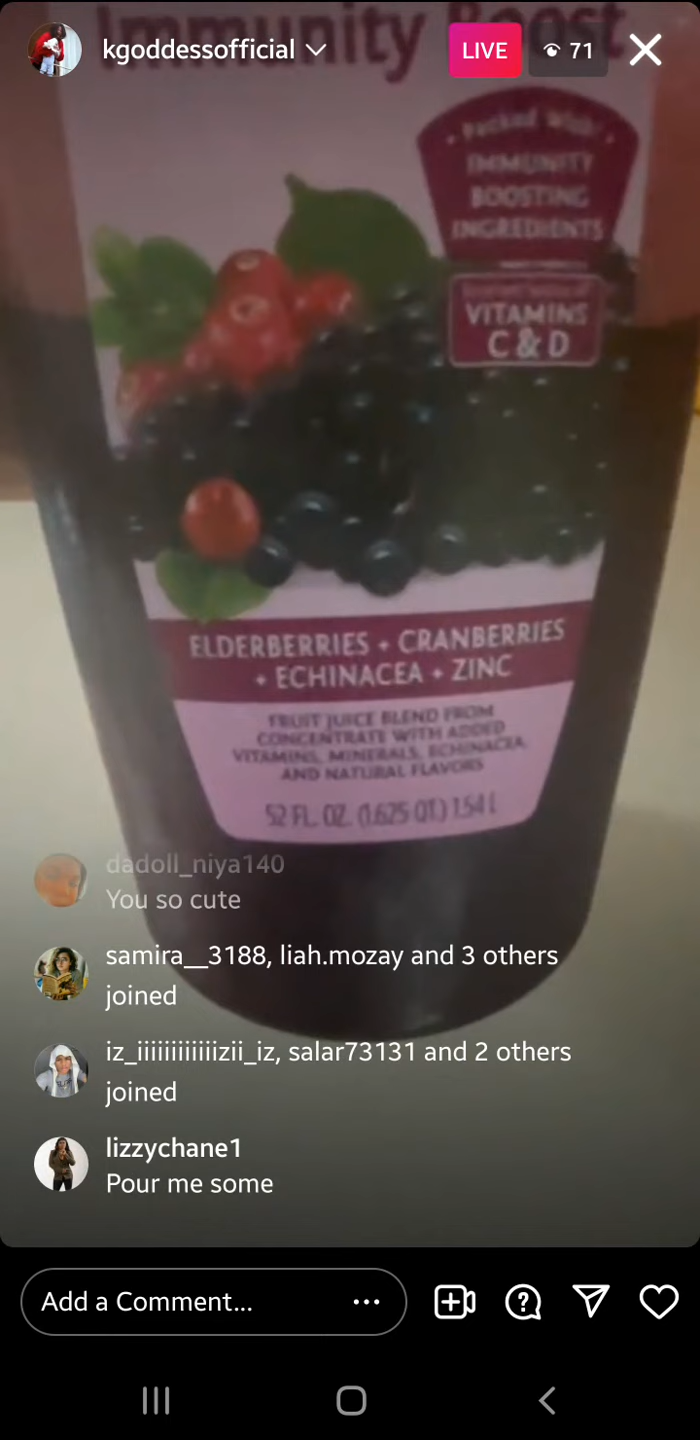 Immunity Boost
kgoddessofficial
LIVE
71
Packed With
IMMUNITY
BOOSTING
INGREDIENTS
VITAMINS
C & D
ELDERBERRIES + CRANBERRIES
+ ECHINACEA + ZINC
FRUIT JUICE BLEND FROM
CONCENTRATE WITH ADDED
VITAMINS, MINERALS, ECHINACEA
AND NATURAL FLAVORS
52 FL. OZ. (1.625 QT) 1.54 L
dadoll_niya140
You so cute
samira__3188, liah.mozay and 3 others
joined
iz_iiiiiiiiiiiizii_iz, salar73131 and 2 others
joined
lizzychane1
Pour me some
Add a Comment...